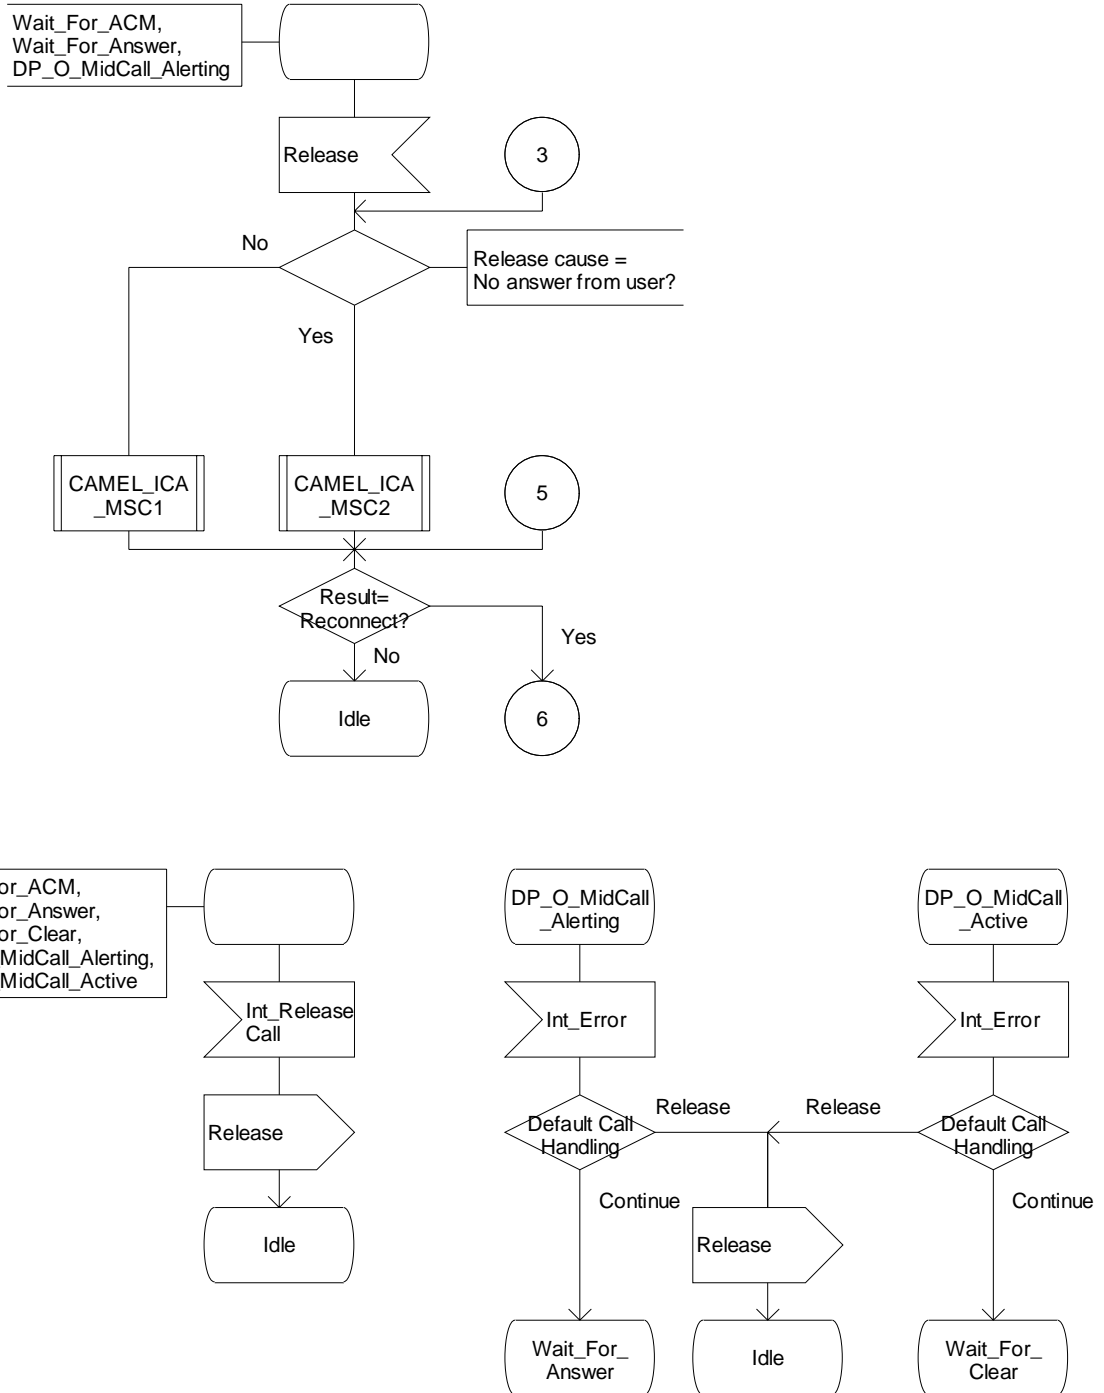 Wait_For_ACM,
Wait_For_Answer,
DP_O_MidCall_Alerting
Release
3
No
Release cause =
No answer from user?
Yes
CAMEL_ICA
_MSC1
CAMEL_ICA
_MSC2
5
Result=
Reconnect?
Yes
No
Idle
6
or_ACM,
or_Answer,
or_Clear,
MidCall_Alerting,
MidCall_Active
Int_Release
Call
Release
Idle
DP_O_MidCall
_Alerting
Int_Error
Default Call
Handling
Release
Continue
Release
Wait_For_
Answer
Idle
DP_O_MidCall
_Active
Int_Error
Release
Default Call
Handling
Continue
Wait_For_
Clear